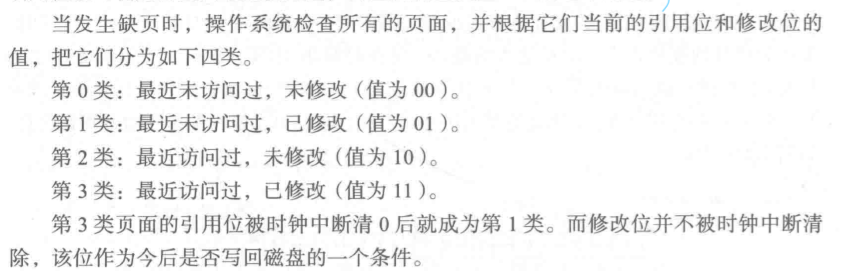 当发生缺页时，操作系统检查所有的页面，并根据它们当前的引用位和修改位的
值，把它们分为如下四类。
第 0 类：最近未访问过，未修改（值为 00）。
第 1 类：最近未访问过，已修改（值为 01）。
第 2 类：最近访问过，未修改（值为 10）。
第 3 类：最近访问过，已修改（值为 11）。
第 3 类页面的引用位被时钟中断清 0 后就成为第 1 类。而修改位并不被时钟中断清
除，该位作为今后是否写回磁盘的一个条件。